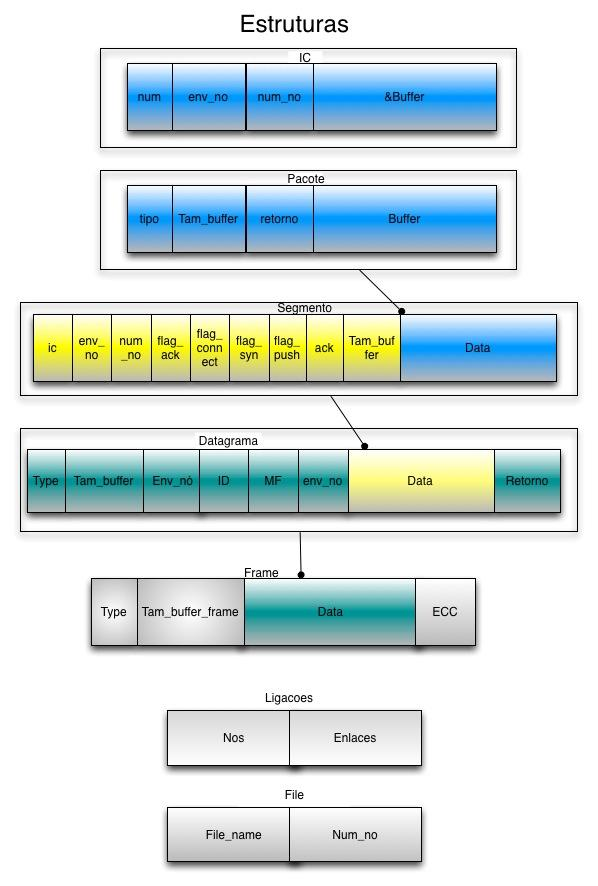 Estruturas
IC
num env_no num_no &Buffer
Pacote
tipo Tam_buffer retorno Buffer
Segmento
ic
env_
no
num
_no
flag_
ack
flag_
conn
ect
flag_
syn
flag_
push
ack
Tam_buf
fer
Data
Datagrama
Type Tam_buffer Env_nó ID MF env_no Data Retorno
Frame
Type Tam_buffer_frame Data ECC
Ligacoes
Nos Enlaces
File
File_name Num_no